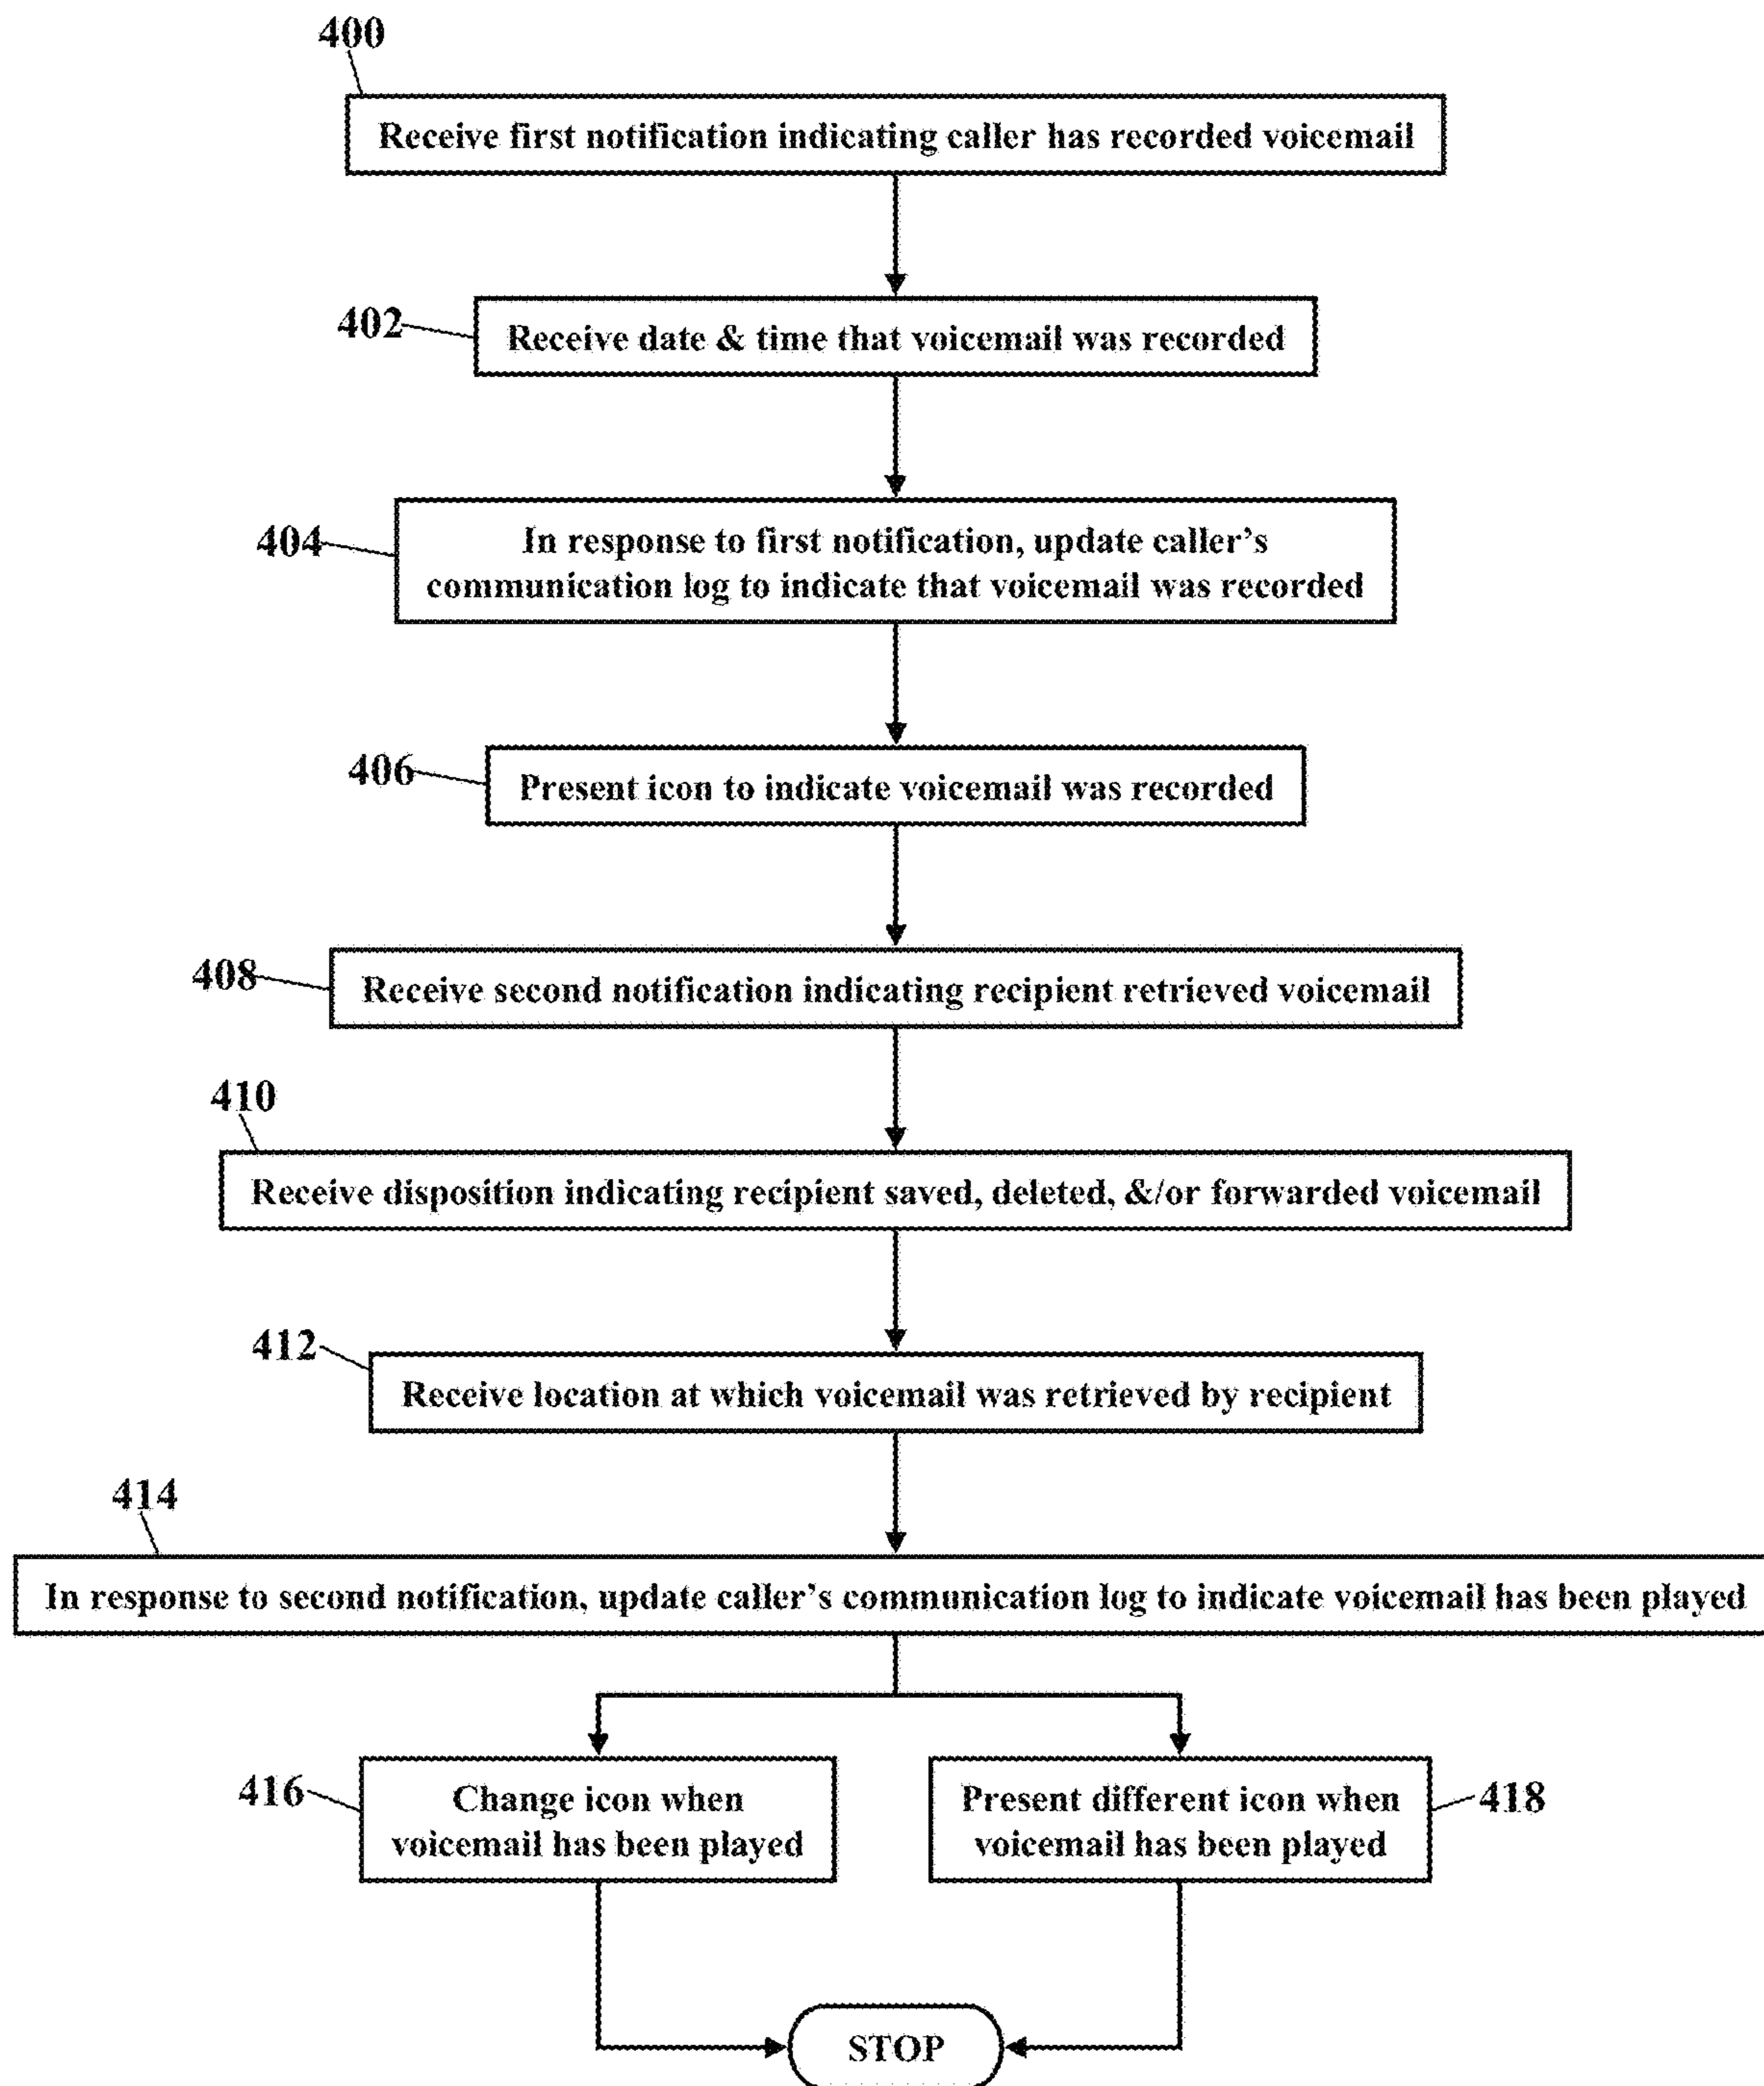 400
Receive first notification indicating caller has recorded voicemail
402
Receive date & time that voicemail was recorded
404
In response to first notification, update caller’s
communication log to indicate that voicemail was recorded
406
Present icon to indicate voicemail was recorded
408
Receive second notification indicating recipient retrieved voicemail
410
Receive disposition indicating recipient saved, deleted, &/or forwarded voicemail
412
Receive location at which voicemail was retrieved by recipient
414
In response to second notification, update caller’s communication log to indicate voicemail has been played
416
Change icon when
voicemail has been played
Present different icon when
voicemail has been played
418
STOP